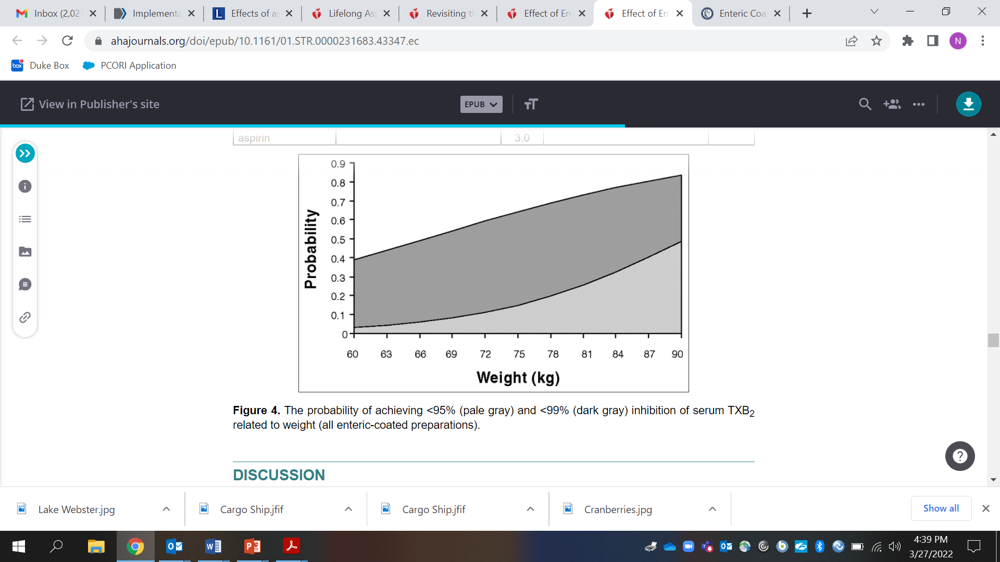 Inbox (2,027
Implementa
Effects of as
Lifelong Asp
Revisiting t
Effect of En
Effect of En
Enteric Coa
ahajournals.org/doi/epub/10.1161/01.STR.0000231683.43347.ec
N
box Duke Box
PCORI Application
View in Publisher's site
EPUB
aspirin 3.0
0.9
0.8
0.7
0.6
0.5
0.4
0.3
0.2
0.1
0
Probability
60 63 66 69 72 75 78 81 84 87 90
Weight (kg)
Figure 4. The probability of achieving <95% (pale gray) and <99% (dark gray) inhibition of serum TXB2
related to weight (all enteric-coated preparations).
DISCUSSION
Lake Webster.jpg
Cargo Ship.jfif
Cargo Ship.jfif
Cranberries.jpg
Show all
4:39 PM
3/27/2022